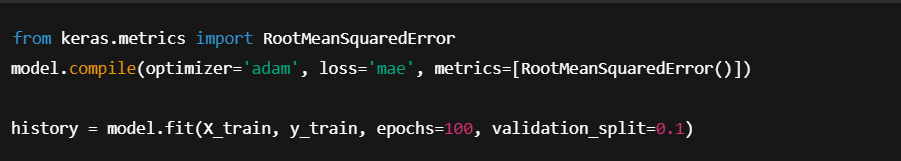 from keras.metrics import RootMeanSquaredError
model.compile(optimizer='adam', loss='mae', metrics=[RootMeanSquaredError()])
history = model.fit(X_train, y_train, epochs=100, validation_split=0.1)